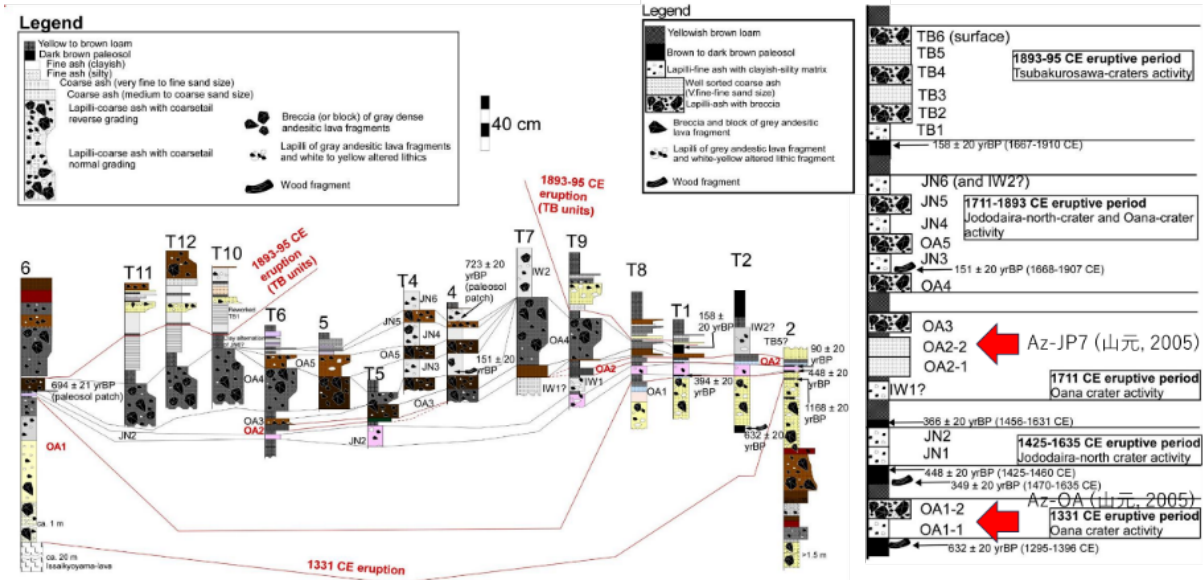 Legend
Yellow to brown loam
Dark brown paleosol
Fine ash (clayish)
Fine ash (silty)
Coarse ash (very fine to fine sand size)
Coarse ash (medium to coarse sand size)
Lapilli-coarse ash with coarsetail
reverse grading
Lapilli-coarse ash with coarsetail
normal grading
Breccia (or block) of gray dense
andesitic lava fragments
Lapilli of gray andesitic lava fragments
and white to yellow altered lithics
Wood fragment
40 cm
Legend
Yellowish brown loam
Brown to dark brown paleosol
Lapilli-fine ash with clayish-silty matrix
Well sorted coarse ash
(V.fine-fine sand size)
Lapilli-ash with breccia
Breccia and block of grey andesitic
lava fragment
Lapilli of grey andestic lava fragment
and white-yellow altered lithic fragment
Wood fragment
1893-95 CE
eruption
(TB units)
1893-95 CE
eruption
(TB units)
6
T11
T12
T10
T6
5
T5
T4
4
T7
T9
T8
T1
T2
2
Reworked
TB1
723 ± 20
yrBP
(paleosol
patch)
IW2
JN6
JN5
JN4
OA5
JN3
151 ± 20
yrBP
OA4
OA5
OA4
OA3
OA3
OA2
JN2
JN2
694 ± 21 yrBP
(paleosol patch)
OA1
OA4
IW1?
IW1
OA2
OA1
158 ±
20 yrBP
394 ± 20
yrBP
IW2?
TB5?
OA2
632 ± 20
yrBP
90 ± 20
yrBP
448 ± 20
yrBP
1168 ± 20
yrBP
ca. 1 m
ca. 20 m
Issaikyoyama-lava
>1.5 m
1331 CE eruption
TB6 (surface)
TB5
TB4
TB3
TB2
TB1
1893-95 CE eruptive period
Tsubakurosawa-craters activity
158 ± 20 yrBP (1667-1910 CE)
JN6 (and IW2?)
JN5
JN4
OA5
JN3
1711-1893 CE eruptive period
Jododaira-north-crater and Oana-crater
activity
151 ± 20 yrBP (1668-1907 CE)
OA4
OA3
OA2-2
OA2-1
Az-JP7 (山元, 2005)
IW1?
1711 CE eruptive period
Oana crater activity
366 ± 20 yrBP (1456-1631 CE)
JN2
JN1
1425-1635 CE eruptive period
Jododaira-north crater activity
448 ± 20 yrBP (1425-1460 CE)
349 ± 20 yrBP (1470-1635 CE)
Az-OA (山元, 2005)
OA1-2
OA1-1
1331 CE eruptive period
Oana crater activity
632 ± 20 yrBP (1295-1396 CE)